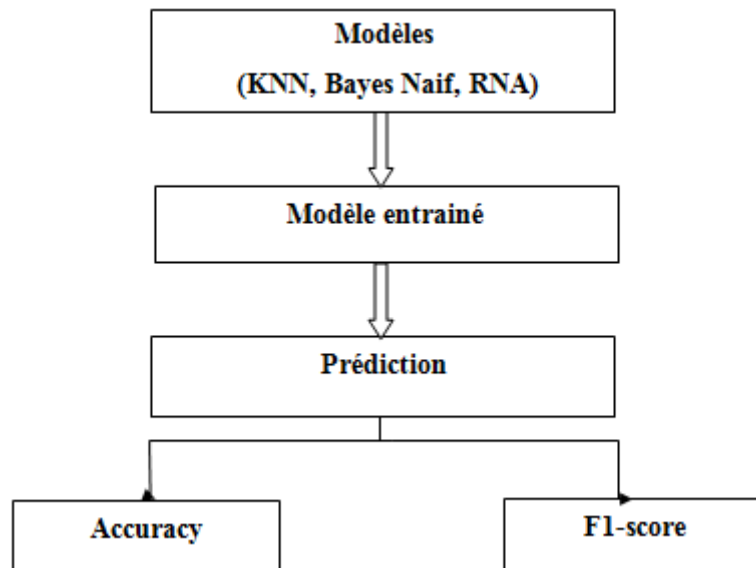 Modèles
(KNN, Bayes Naif, RNA)
Modèle entrainé
Prédiction
Accuracy
F1-score